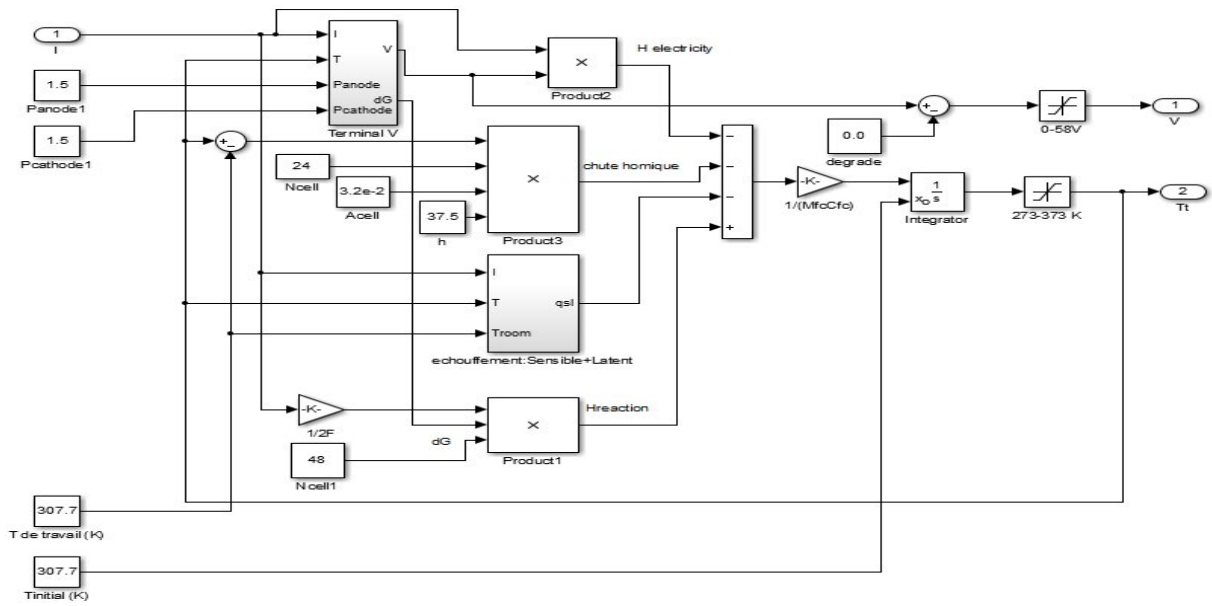 1
I
1.5
Panode1
1.5
Pcathode1
I
T
Panode
Pcathode
V
dG
Terminal V
×
Product2
H electricity
+
−
0.0
degrade
0-58V
1
V
+
−
24
Ncell
3.2e-2
Acell
37.5
h
×
Product3
chute homique
−
−
−
+
-K-
1/(MfcCfc)
1
s
xo
Integrator
273-373 K
2
Tt
I
T
Troom
qsl
echouffement:Sensible+Latent
-K-
1/2F
dG
48
Ncell1
×
Product1
Hreaction
307.7
T de travail (K)
307.7
Tinitial (K)